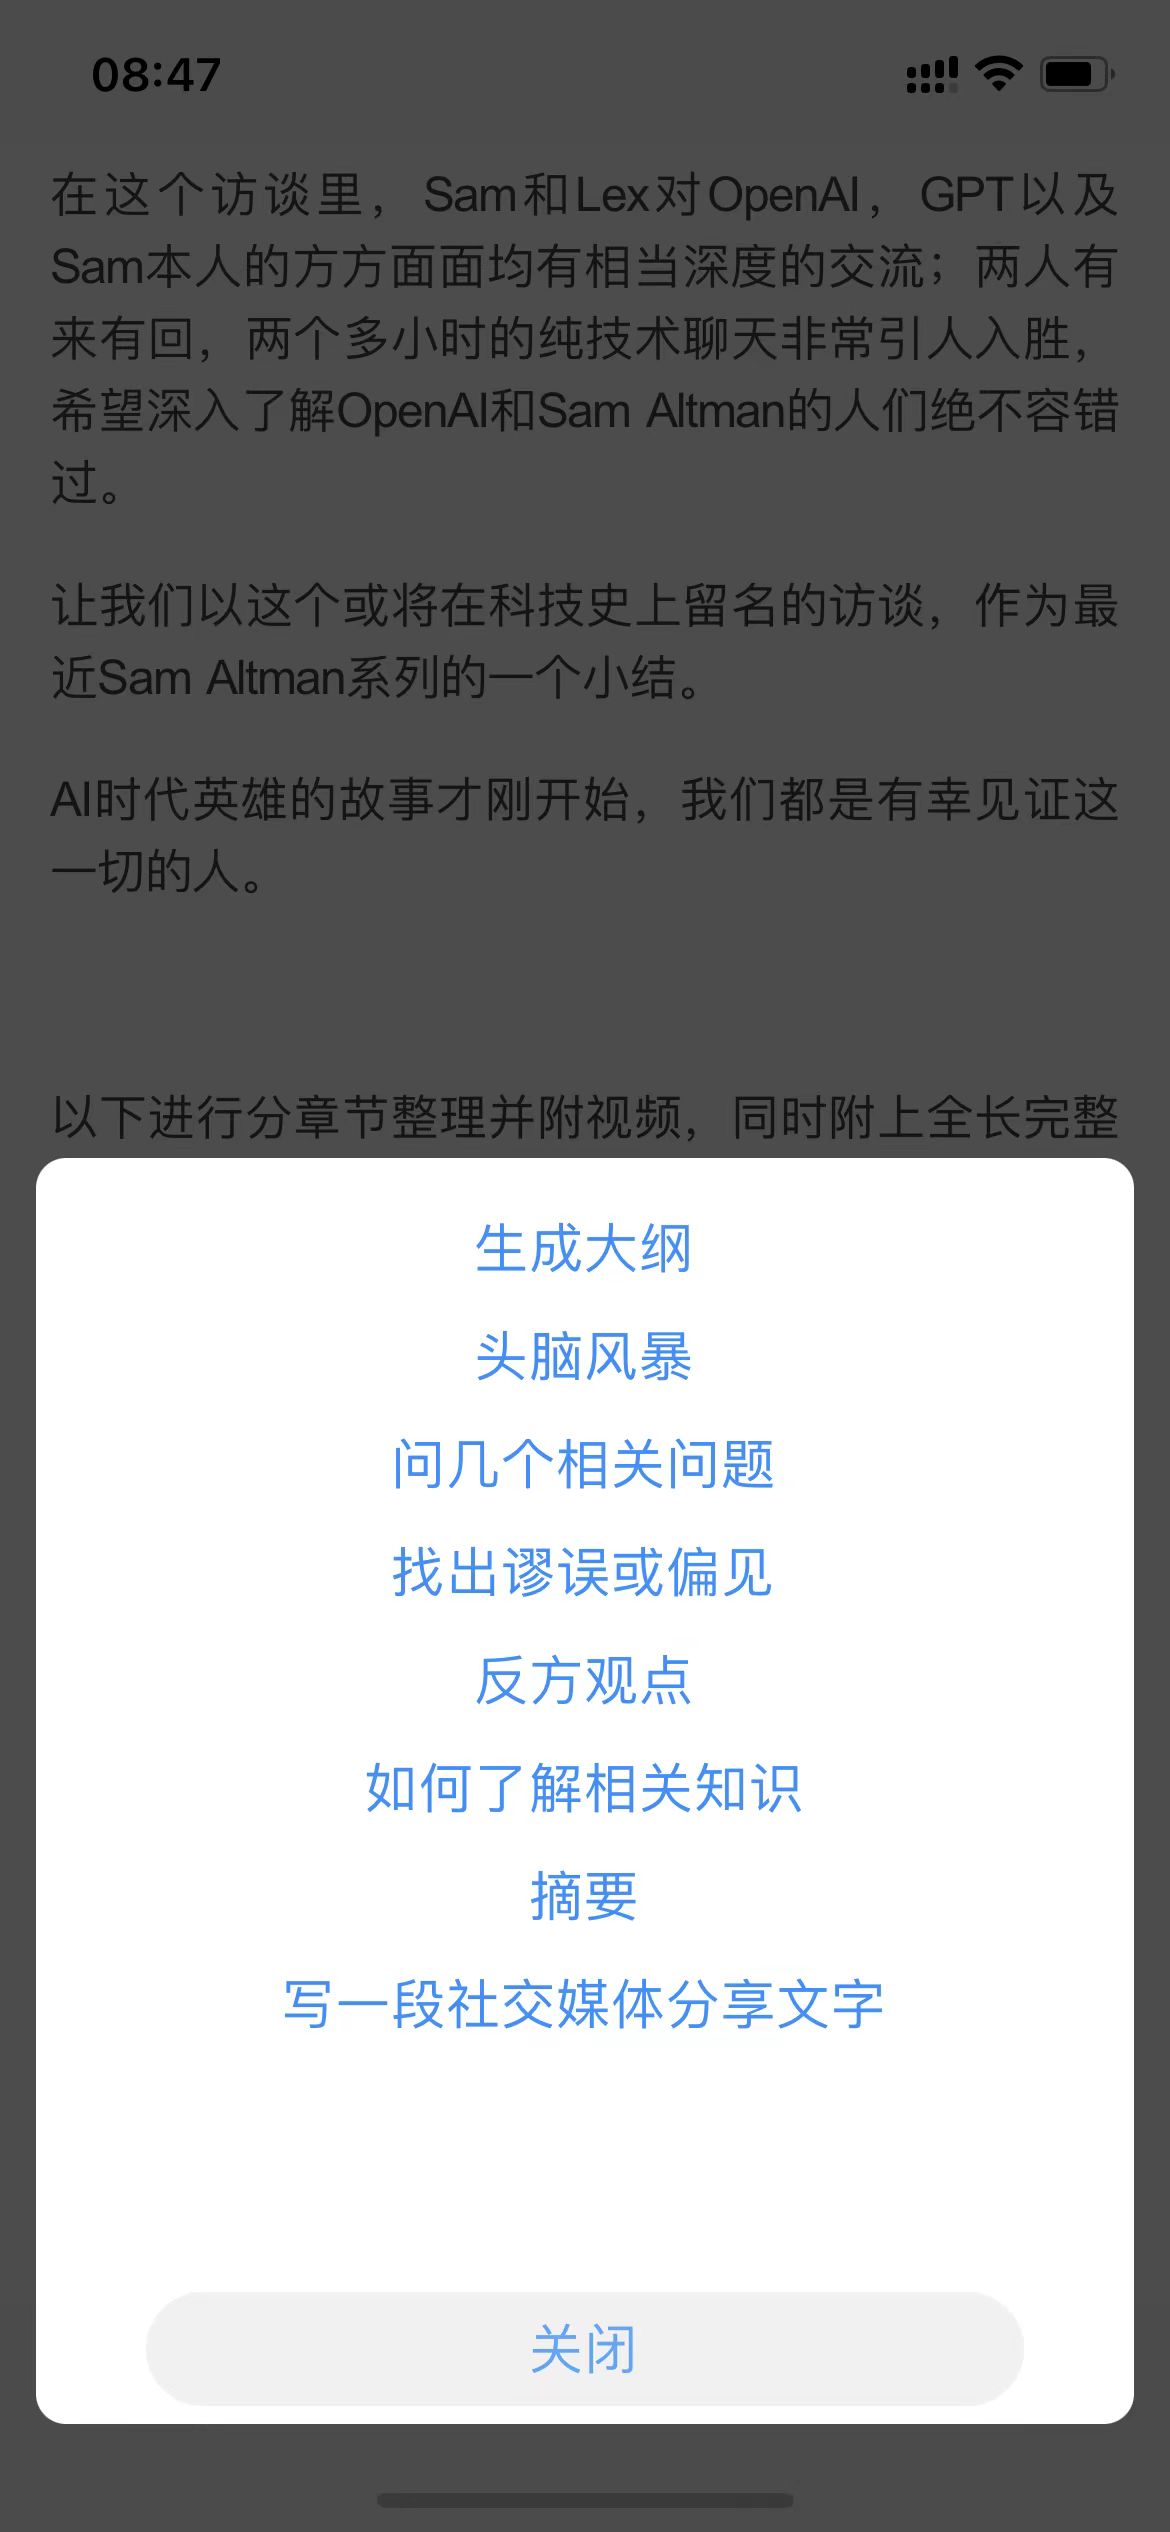 08:47
在这个访谈里，Sam和Lex对OpenAI，GPT以及
Sam本人的方方面面均有相当深度的交流；两人有
来有回，两个多小时的纯技术聊天非常引人入胜，
希望深入了解OpenAI和Sam Altman的人们绝不容错
过。
让我们以这个或将在科技史上留名的访谈，作为最
近Sam Altman系列的一个小结。
AI时代英雄的故事才刚开始，我们都是有幸见证这
一切的人。
以下进行分章节整理并附视频，同时附上全长完整
生成大纲
头脑风暴
问几个相关问题
找出谬误或偏见
反方观点
如何了解相关知识
摘要
写一段社交媒体分享文字
关闭